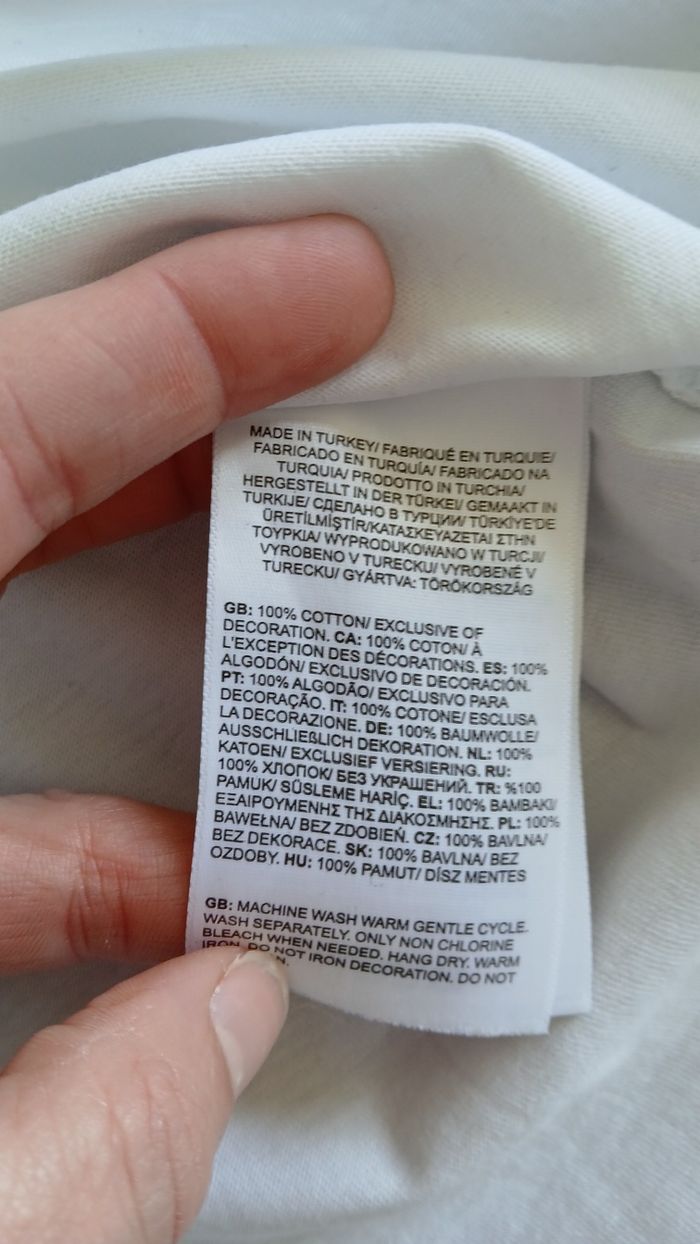 MADE IN TURKEY/ FABRIQUÉ EN TURQUIE/
FABRICADO EN TURQUÍA/ FABRICADO NA
TURQUIA/ PRODOTTO IN TURCHIA/
HERGESTELLT IN DER TÜRKEI/ GEMAAKT IN
TURKIJE/ СДЕЛАНО В ТУРЦИИ/ TÜRKİYE'DE
ÜRETİLMİŞTİR/ΚΑΤΑΣΚΕΥΑΖΕΤΑΙ ΣΤΗΝ
ΤΟΥΡΚΙΑ/ WYPRODUKOWANO W TURCJI/
VYROBENO V TURECKU/ VYROBENÉ V
TURECKU/ GYÁRTVA: TÖRÖKORSZÁG
GB: 100% COTTON/ EXCLUSIVE OF
DECORATION. CA: 100% COTON/ À
L'EXCEPTION DES DÉCORATIONS. ES: 100%
ALGODÓN/ EXCLUSIVO DE DECORACIÓN.
PT: 100% ALGODÃO/ EXCLUSIVO PARA
DECORAÇÃO. IT: 100% COTONE/ ESCLUSA
LA DECORAZIONE. DE: 100% BAUMWOLLE/
AUSSCHLIEßLICH DEKORATION. NL: 100%
KATOEN/ EXCLUSIEF VERSIERING. RU:
100% ХЛОПОК/ БЕЗ УКРАШЕНИЙ. TR: %100
PAMUK/ SÜSLEME HARİÇ. EL: 100% ΒΑΜΒΑΚΙ/
ΕΞΑΙΡΟΥΜΕΝΗΣ ΤΗΣ ΔΙΑΚΟΣΜΗΣΗΣ. PL: 100%
BAWEŁNA/ BEZ ZDOBIEŃ. CZ: 100% BAVLNA/
BEZ DEKORACE. SK: 100% BAVLNA/ BEZ
OZDOBY. HU: 100% PAMUT/ DÍSZ MENTES
GB: MACHINE WASH WARM GENTLE CYCLE.
WASH SEPARATELY. ONLY NON CHLORINE
BLEACH WHEN NEEDED. HANG DRY. WARM
IRON. DO NOT IRON DECORATION. DO NOT